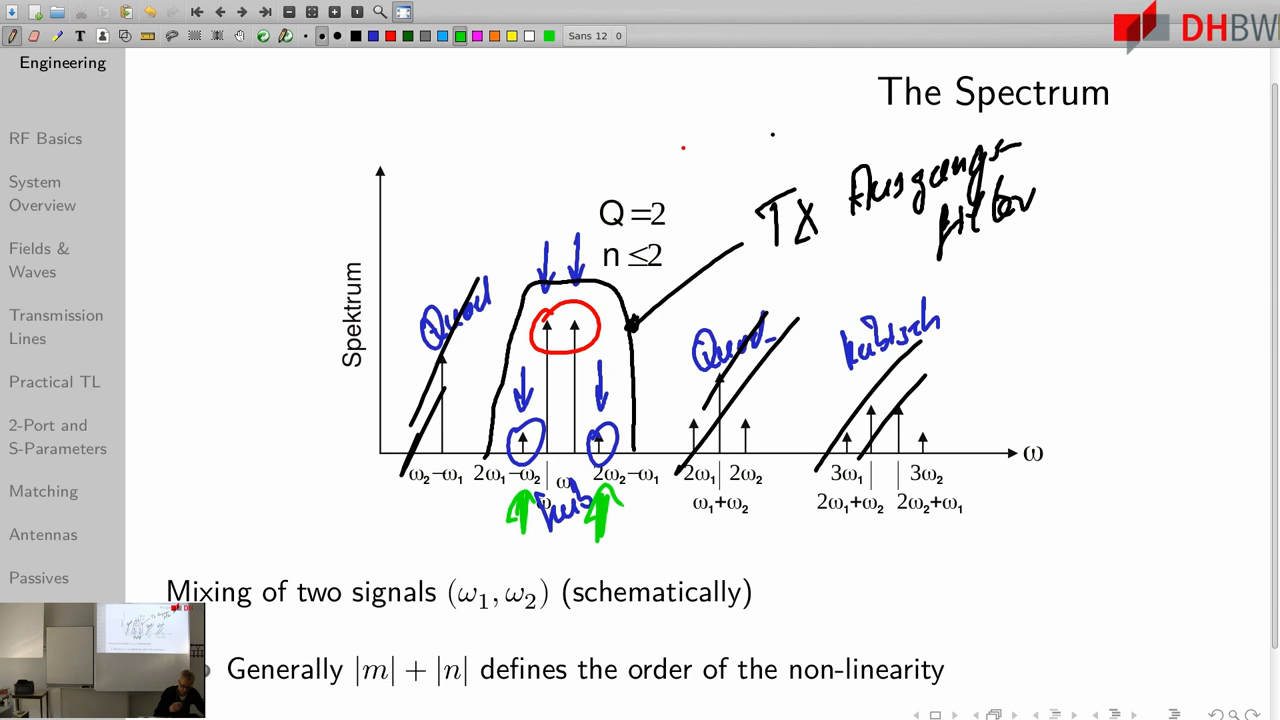 Sans 12
0
DHBW
Engineering
RF Basics
System
Overview
Fields &
Waves
Transmission
Lines
Practical TL
2-Port and
S-Parameters
Matching
Antennas
Passives
The Spectrum
TX Ausgangs-
filter
Q=2
n ≤2
Spektrum
Quad
Quad
kubisch
ω
ω₂−ω₁ 2ω₁−ω₂ ω 2ω₂−ω₁ 2ω₁ 2ω₂ 3ω₁ 3ω₂
kub
ω₁+ω₂ 2ω₁+ω₂ 2ω₂+ω₁
Mixing of two signals (ω₁, ω₂) (schematically)
Generally |m| + |n| defines the order of the non-linearity